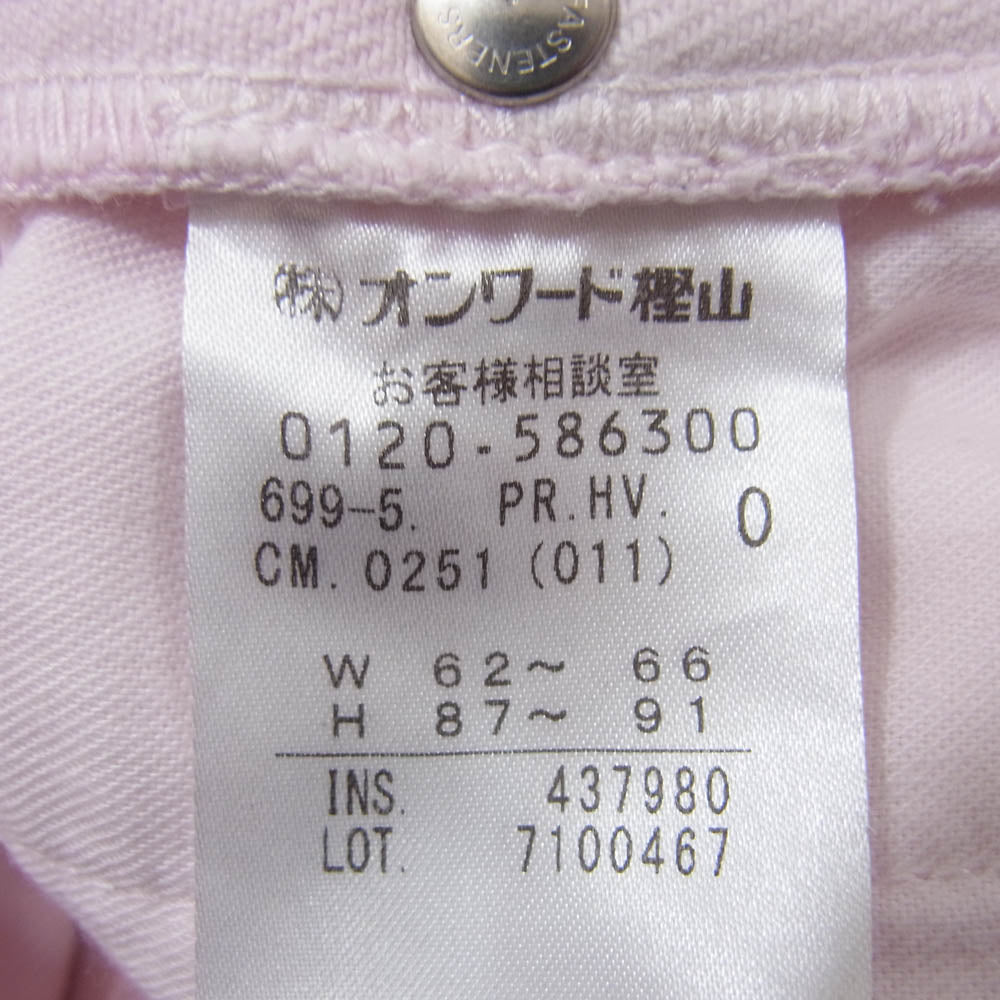 FASTENERS
(株)オンワード樫山
お客様相談室
0120-586300
699-5. PR.HV. 0
CM. 0251 (011)
W 62〜 66
H 87〜 91
INS. 437980
LOT. 7100467